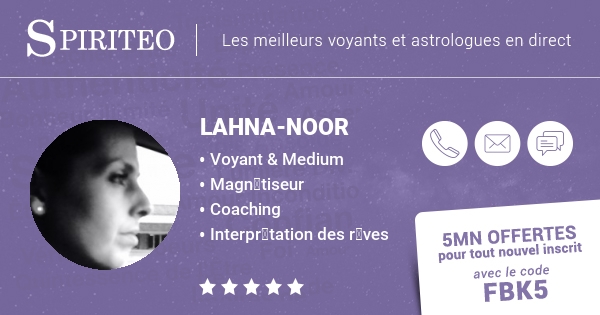 SPIRITEO
Les meilleurs voyants et astrologues en direct
LAHNA-NOOR
• Voyant & Medium
• Magn▯tiseur
• Coaching
• Interpr▯tation des r▯ves
5MN OFFERTES
pour tout nouvel inscrit
avec le code
FBK5